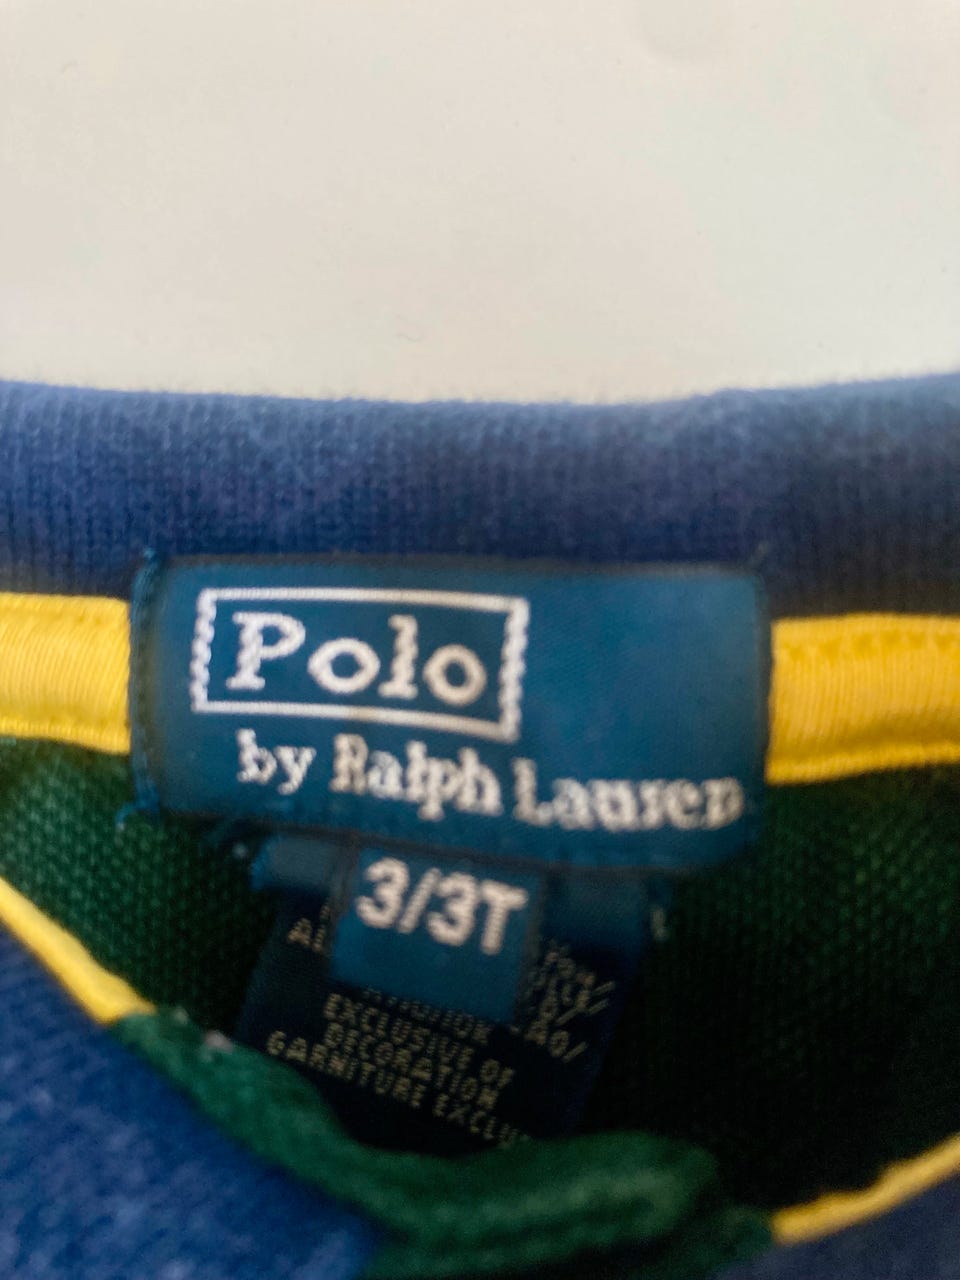 Polo
by Ralph Lauren
3/3T
EXCLUSIVE OF
DECORATION
GARNITURE EXCLU